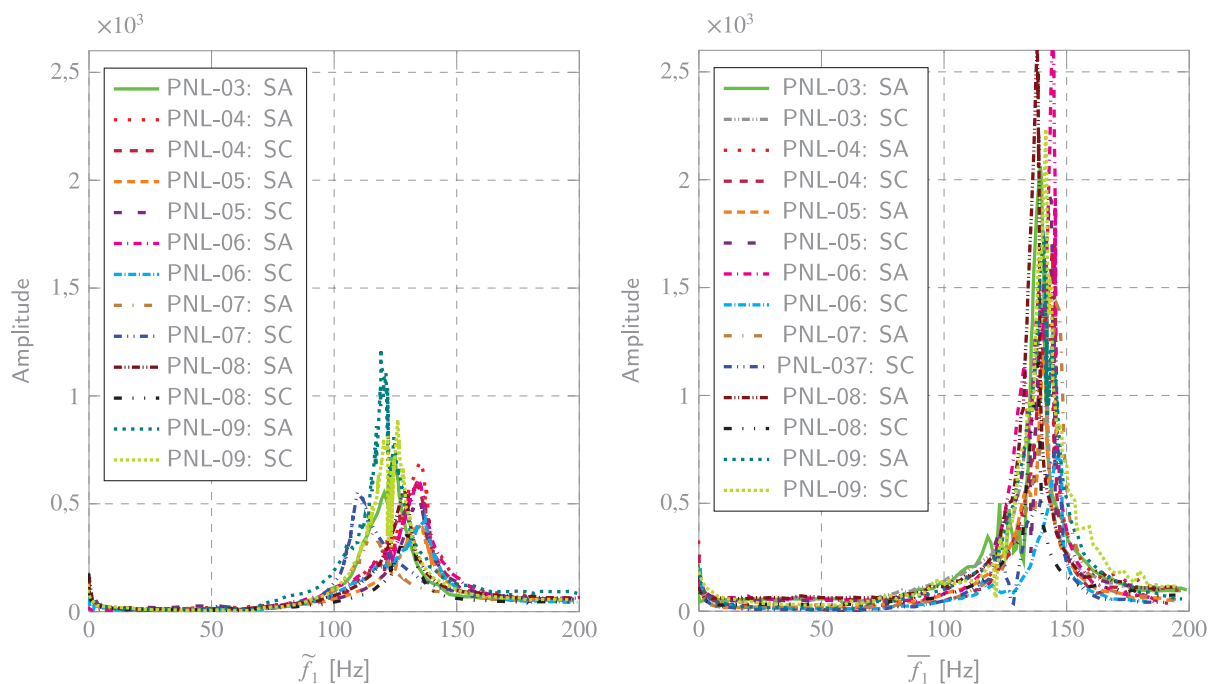 ×10³
2,5
2
1,5
1
0,5
0
0
50
100
150
200
Amplitude
f̃₁ [Hz]
PNL-03: SA
PNL-04: SA
PNL-04: SC
PNL-05: SA
PNL-05: SC
PNL-06: SA
PNL-06: SC
PNL-07: SA
PNL-07: SC
PNL-08: SA
PNL-08: SC
PNL-09: SA
PNL-09: SC
×10³
2,5
2
1,5
1
0,5
0
0
50
100
150
200
Amplitude
f̅₁ [Hz]
PNL-03: SA
PNL-03: SC
PNL-04: SA
PNL-04: SC
PNL-05: SA
PNL-05: SC
PNL-06: SA
PNL-06: SC
PNL-07: SA
PNL-037: SC
PNL-08: SA
PNL-08: SC
PNL-09: SA
PNL-09: SC